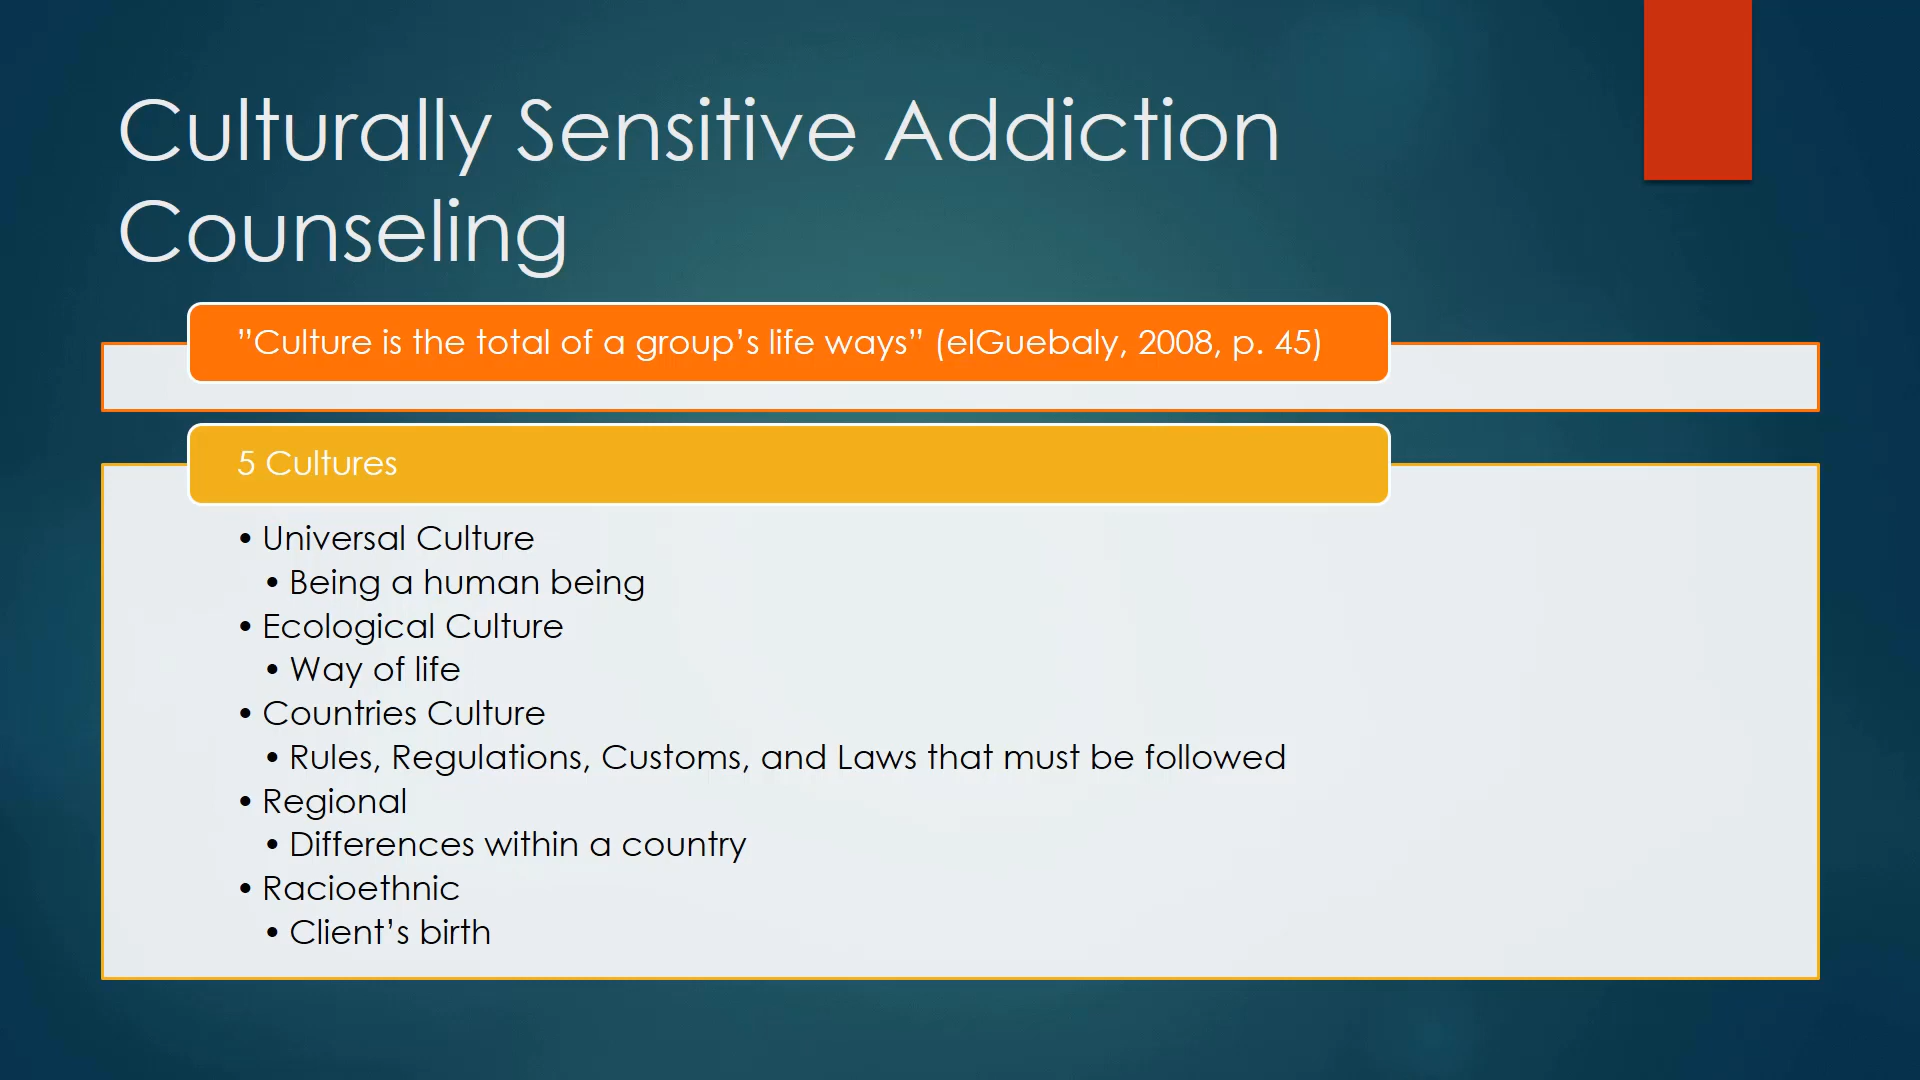 Culturally Sensitive Addiction
Counseling
”Culture is the total of a group’s life ways” (elGuebaly, 2008, p. 45)
5 Cultures
• Universal Culture
• Being a human being
• Ecological Culture
• Way of life
• Countries Culture
• Rules, Regulations, Customs, and Laws that must be followed
• Regional
• Differences within a country
• Racioethnic
• Client’s birth